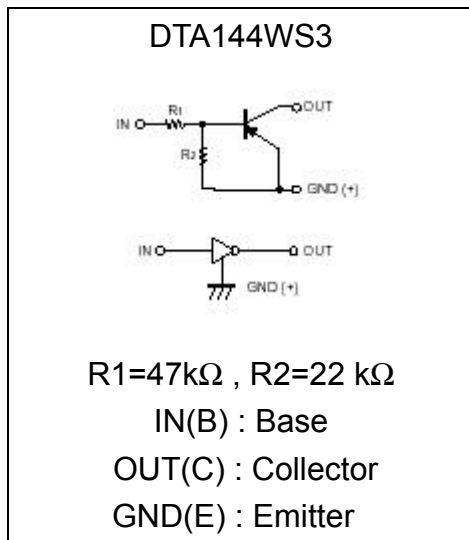 DTA144WS3
R1
OUT
IN
R2
GND (+)
IN
OUT
GND (+)
R1=47kΩ , R2=22 kΩ
IN(B) : Base
OUT(C) : Collector
GND(E) : Emitter